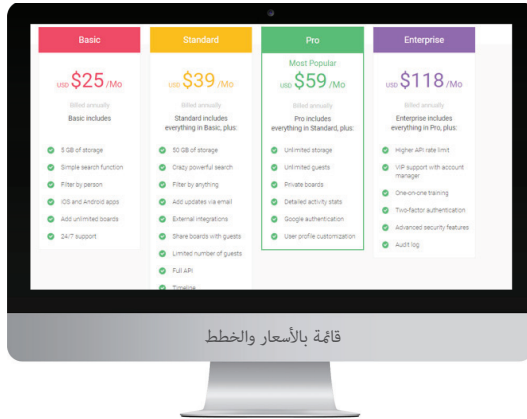 Basic
USD $25 /Mo
Billed annually
Basic includes
5 GB of storage
Simple search function
Filter by person
iOS and Android apps
Add unlimited boards
24/7 support
Standard
USD $39 /Mo
Billed annually
Standard includes
everything in Basic, plus:
50 GB of storage
Crazy powerful search
Filter by anything
Add updates via email
External integrations
Share boards with guests
Limited number of guests
Full API
Timeline
Pro
Most Popular
USD $59 /Mo
Billed annually
Pro includes
everything in Standard, plus:
Unlimited storage
Unlimited guests
Private boards
Detailed activity stats
Google authentication
User profile customization
Enterprise
USD $118 /Mo
Billed annually
Enterprise includes
everything in Pro, plus:
Higher API rate limit
VIP support with account
manager
One-on-one training
Two-factor authentication
Advanced security features
Audit log
قائمة بالأسعار والخطط